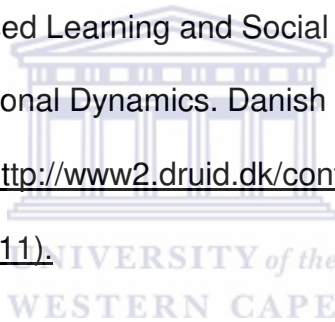 ed Learning and Social
onal Dynamics. Danish
ttp://www2.druid.dk/con
11).
UNIVERSITY of the
WESTERN CAPE